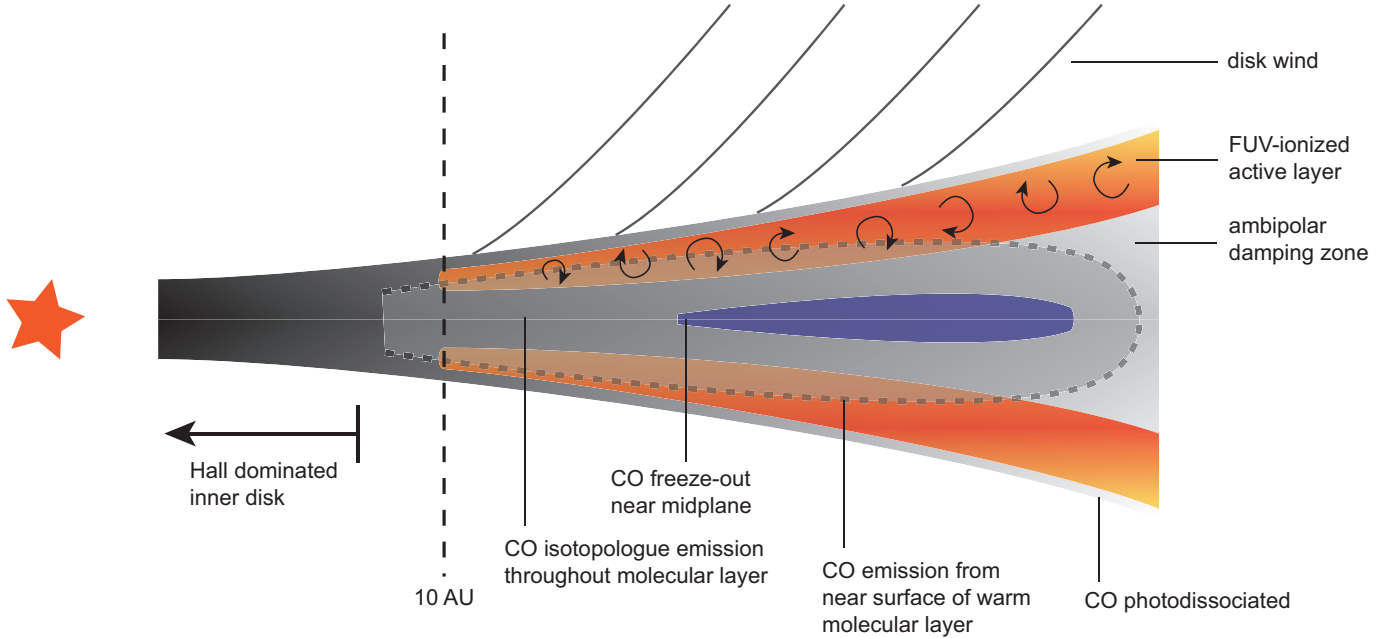 disk wind
FUV-ionized
active layer
ambipolar
damping zone
Hall dominated
inner disk
CO freeze-out
near midplane
CO isotopologue emission
throughout molecular layer
10 AU
CO emission from
near surface of warm
molecular layer
CO photodissociated